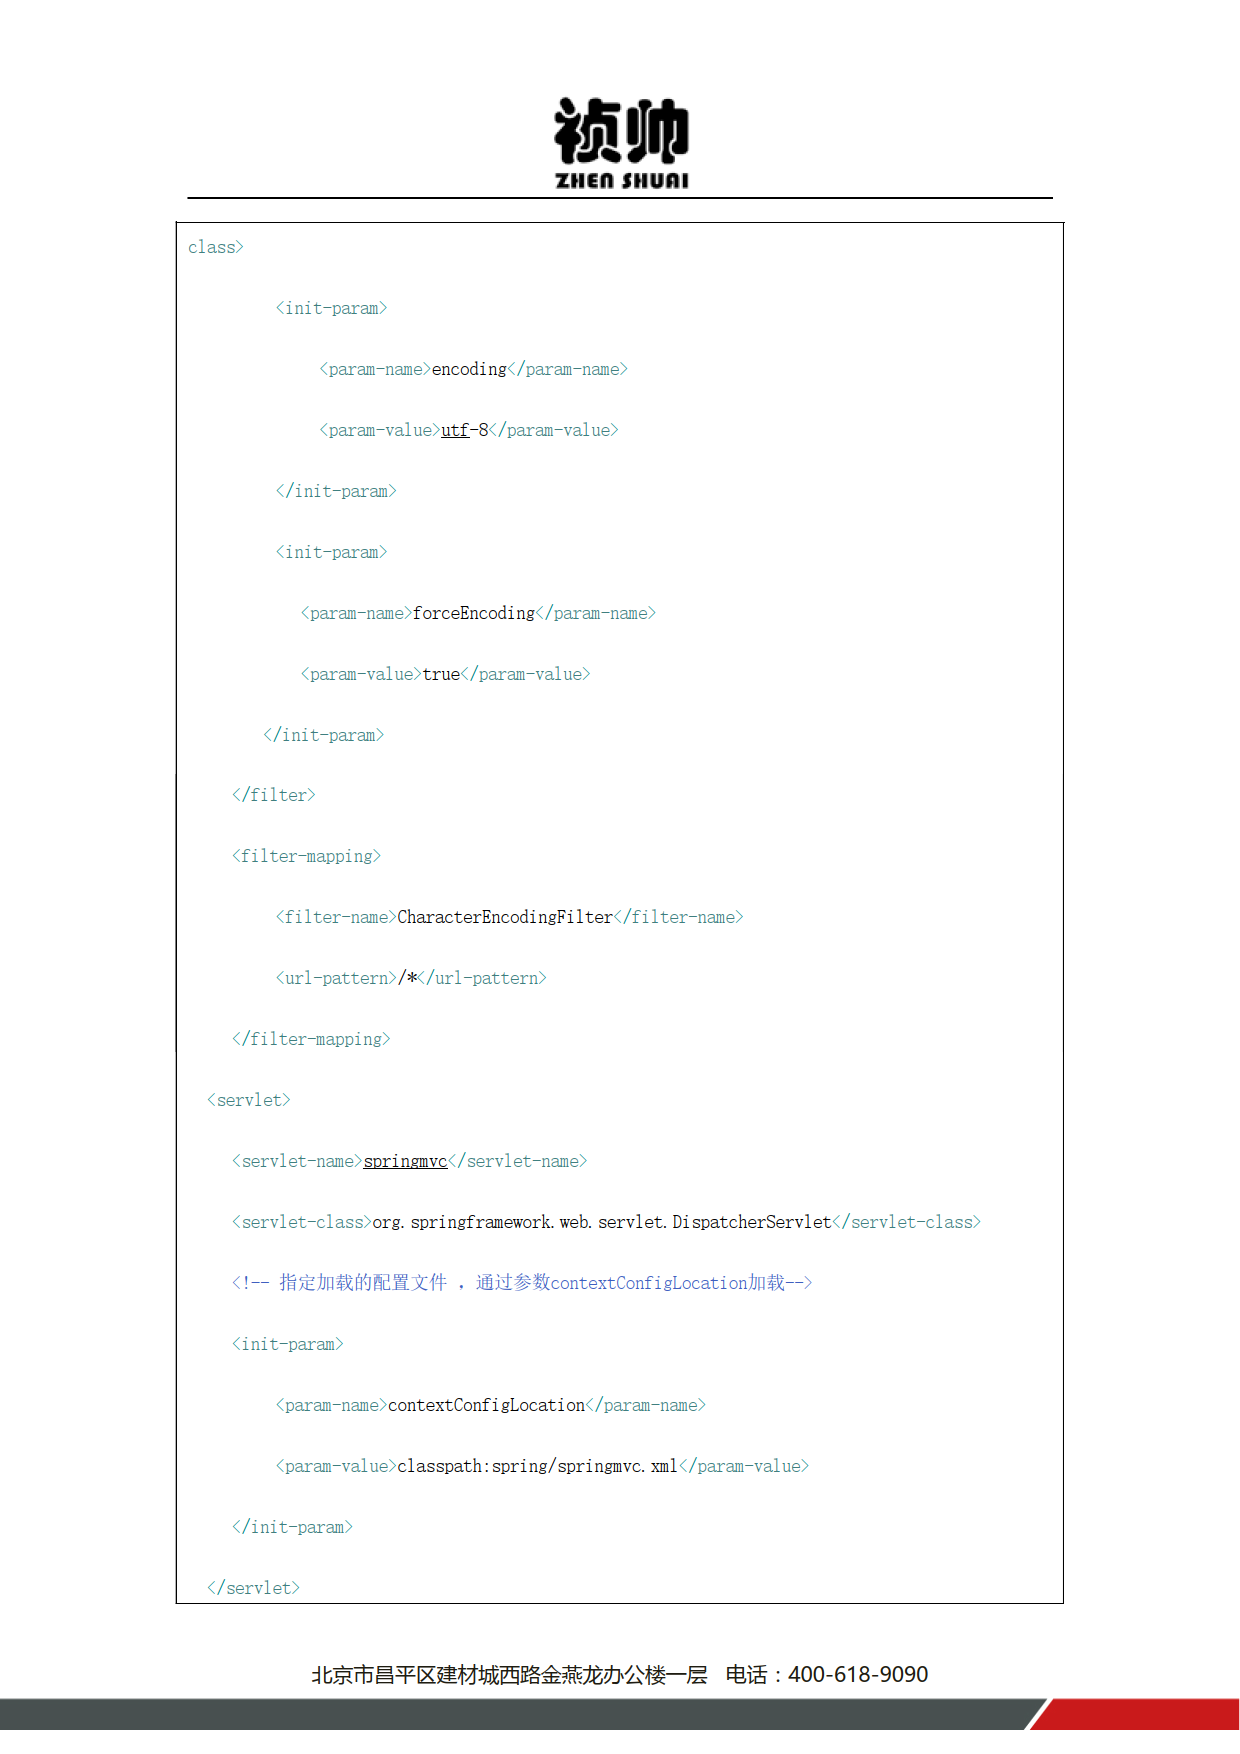 祯帅
ZHEN SHUAI
class>
<init-param>
<param-name>encoding</param-name>
<param-value>utf-8</param-value>
</init-param>
<init-param>
<param-name>forceEncoding</param-name>
<param-value>true</param-value>
</init-param>
</filter>
<filter-mapping>
<filter-name>CharacterEncodingFilter</filter-name>
<url-pattern>/*</url-pattern>
</filter-mapping>
<servlet>
<servlet-name>springmvc</servlet-name>
<servlet-class>org.springframework.web.servlet.DispatcherServlet</servlet-class>
<!-- 指定加载的配置文件 ，通过参数contextConfigLocation加载-->
<init-param>
<param-name>contextConfigLocation</param-name>
<param-value>classpath:spring/springmvc.xml</param-value>
</init-param>
</servlet>
北京市昌平区建材城西路金燕龙办公楼一层 电话：400-618-9090